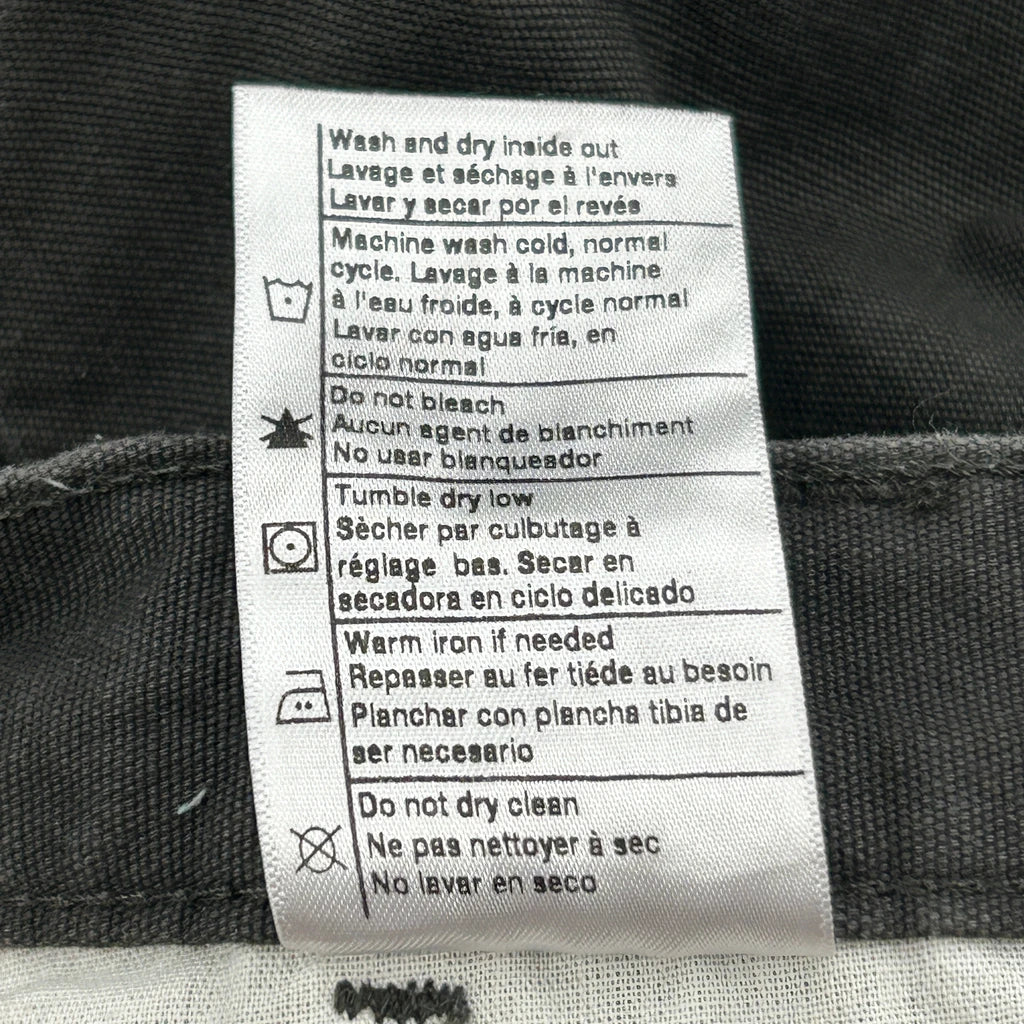 Wash and dry inside out
Lavage et séchage à l'envers
Lavar y secar por el revés
Machine wash cold, normal
cycle. Lavage à la machine
à l'eau froide, à cycle normal
Lavar con agua fría, en
ciclo normal
Do not bleach
Aucun agent de blanchiment
No usar blanqueador
Tumble dry low
Sècher par culbutage à
réglage bas. Secar en
secadora en ciclo delicado
Warm iron if needed
Repasser au fer tiéde au besoin
Planchar con plancha tibia de
ser necesario
Do not dry clean
Ne pas nettoyer à sec
No lavar en seco